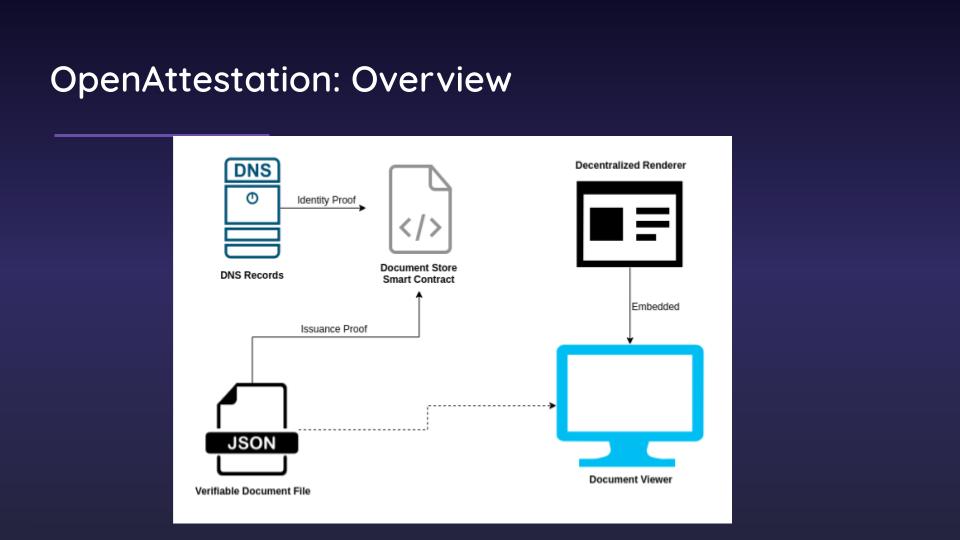 OpenAttestation: Overview
DNS
Identity Proof
</>
Decentralized Renderer
DNS Records
Document Store
Smart Contract
Embedded
Issuance Proof
JSON
Verifiable Document File
Document Viewer